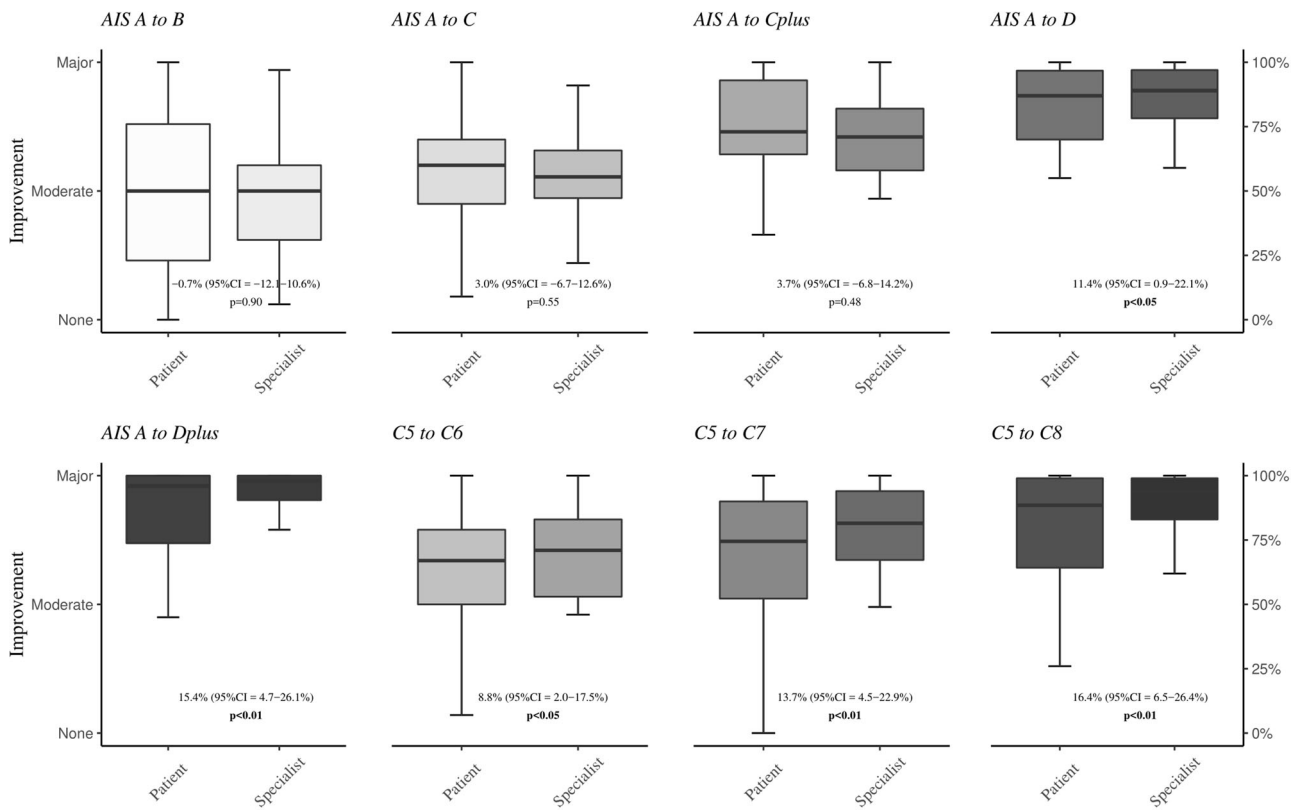 AIS A to B
AIS A to C
AIS A to Cplus
AIS A to D
Improvement
Major
Moderate
None
100%
75%
50%
25%
0%
−0.7% (95%CI = −12.1−10.6%)
p=0.90
3.0% (95%CI = −6.7−12.6%)
p=0.55
3.7% (95%CI = −6.8−14.2%)
p=0.48
11.4% (95%CI = 0.9−22.1%)
p<0.05
Patient
Specialist
Patient
Specialist
Patient
Specialist
Patient
Specialist
AIS A to Dplus
C5 to C6
C5 to C7
C5 to C8
Improvement
Major
Moderate
None
100%
75%
50%
25%
0%
15.4% (95%CI = 4.7−26.1%)
p<0.01
8.8% (95%CI = 2.0−17.5%)
p<0.05
13.7% (95%CI = 4.5−22.9%)
p<0.01
16.4% (95%CI = 6.5−26.4%)
p<0.01
Patient
Specialist
Patient
Specialist
Patient
Specialist
Patient
Specialist